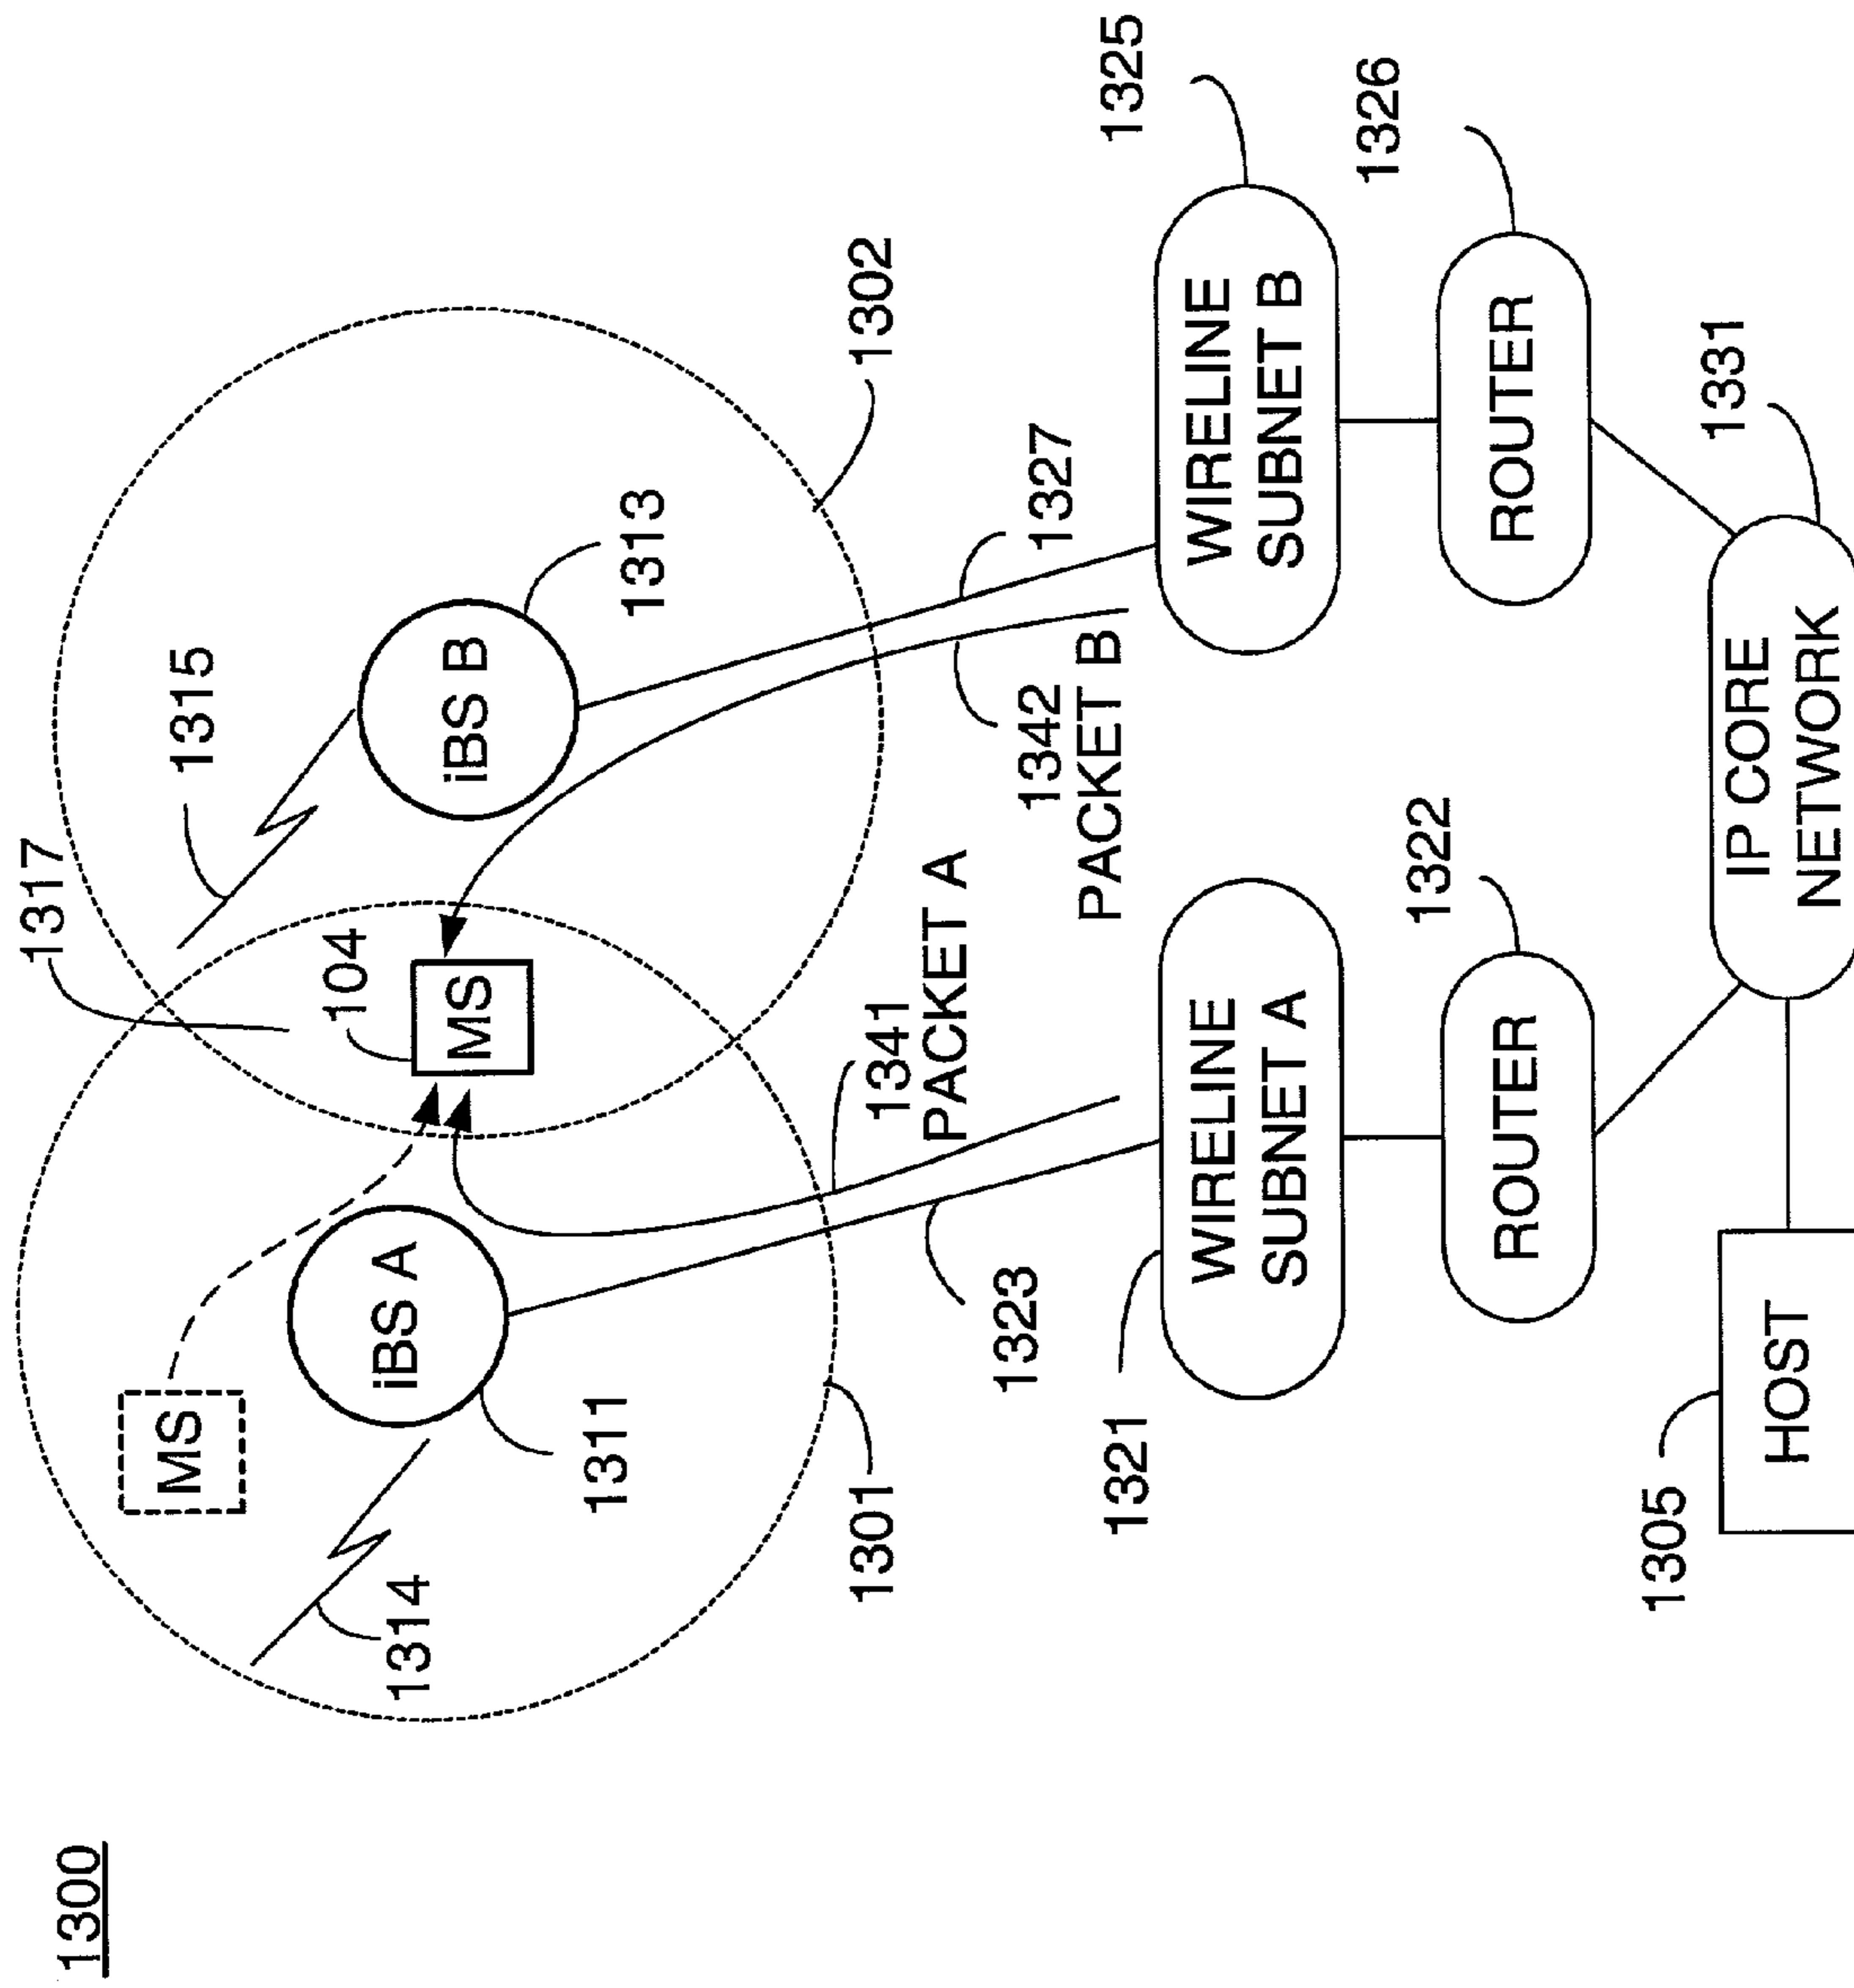 1300
1317
1315
1314
MS
104
MS
iBS A
iBS B
1311
1313
1301
1302
1341
PACKET A
1323
1342
PACKET B
1327
1321
WIRELINE
SUBNET A
WIRELINE
SUBNET B
1325
ROUTER
1322
ROUTER
1326
1305
HOST
IP CORE
NETWORK
1331